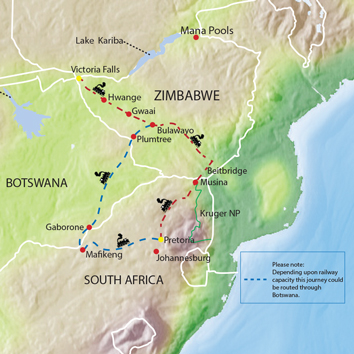 Mana Pools
Lake Kariba
Victoria Falls
ZIMBABWE
Hwange
Gwaai
Bulawayo
Plumtree
"Beitbridge
BOTSWANA
Musina
Kruger NP
Gaborone
Pretoria
Mafikeng
Johannesburg
SOUTH AFRICA
Please note:
Depending upon railway
capacity this journey could
be routed through
Botswana.